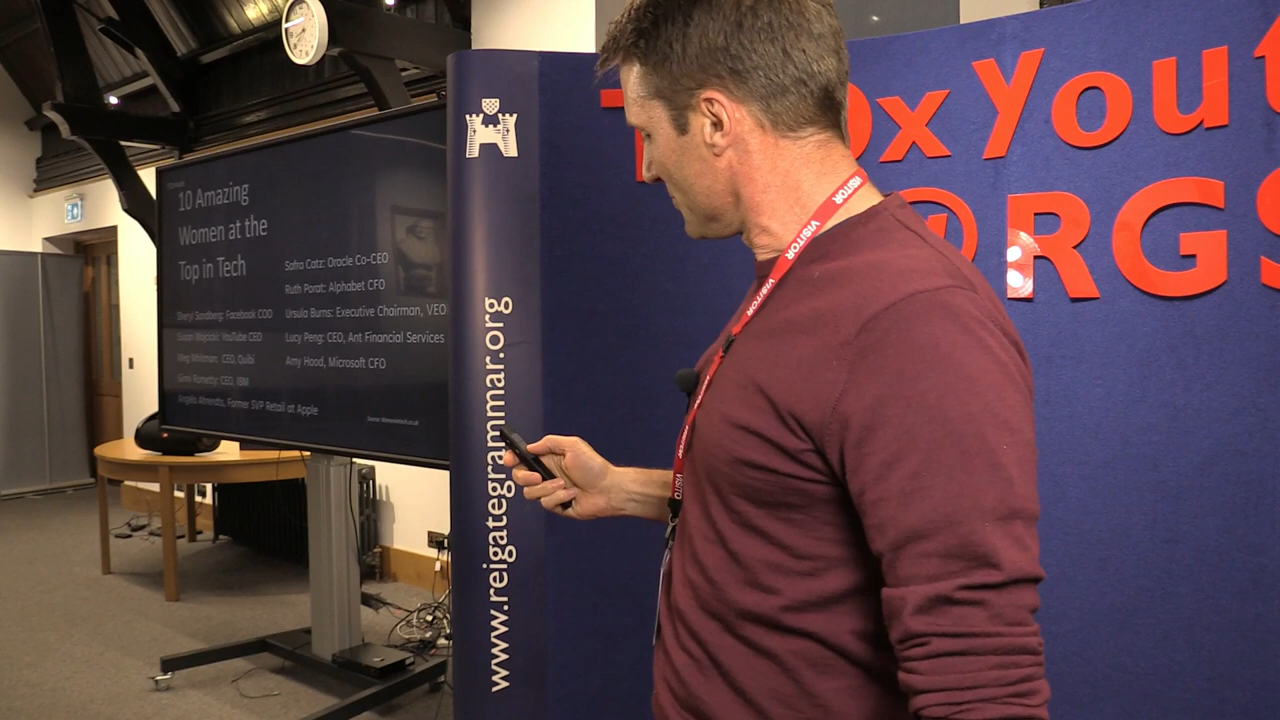 10 Amazing
Women at the
Top in Tech
Sheryl Sandberg: Facebook COO
Susan Wojcicki: YouTube CEO
Meg Whitman: CEO, Quibi
Ginni Rometty: CEO, IBM
Angela Ahrendts, Former SVP Retail at Apple
Safra Catz: Oracle Co-CEO
Ruth Porat: Alphabet CFO
Ursula Burns: Executive Chairman, VEO
Lucy Peng: CEO, Ant Financial Services
Amy Hood, Microsoft CFO
www.reigategrammar.org
x Yout
@RGS
VISITOR
VISITOR
VISITO